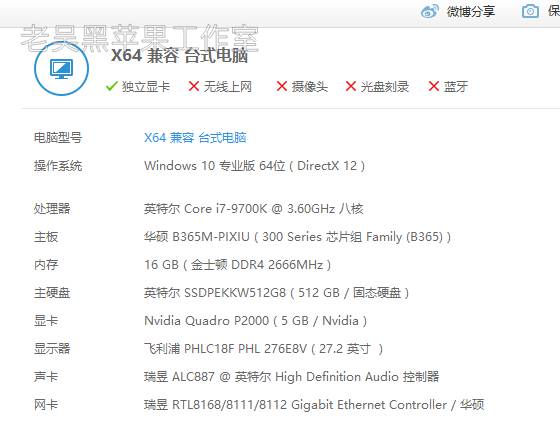 微博分享
老吴黑苹果工作室
X64 兼容 台式电脑
独立显卡 无线上网 摄像头 光盘刻录 蓝牙
电脑型号 X64 兼容 台式电脑
操作系统 Windows 10 专业版 64位 ( DirectX 12 )
处理器 英特尔 Core i7-9700K @ 3.60GHz 八核
主板 华硕 B365M-PIXIU ( 300 Series 芯片组 Family (B365) )
内存 16 GB ( 金士顿 DDR4 2666MHz )
主硬盘 英特尔 SSDPEKKW512G8 ( 512 GB / 固态硬盘 )
显卡 Nvidia Quadro P2000 ( 5 GB / Nvidia )
显示器 飞利浦 PHLC18F PHL 276E8V ( 27.2 英寸 )
声卡 瑞昱 ALC887 @ 英特尔 High Definition Audio 控制器
网卡 瑞昱 RTL8168/8111/8112 Gigabit Ethernet Controller / 华硕